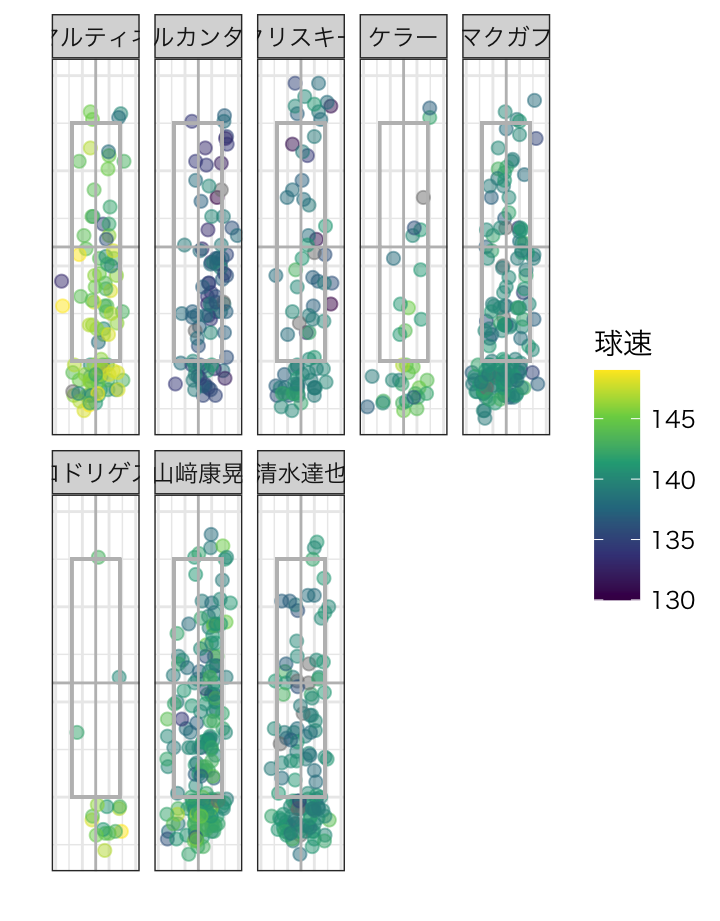 マルティネ
ルカンタ
クリスキー
ケラー
マクガフ
球速
145
140
135
130
ロドリゲス
山﨑康晃
清水達也